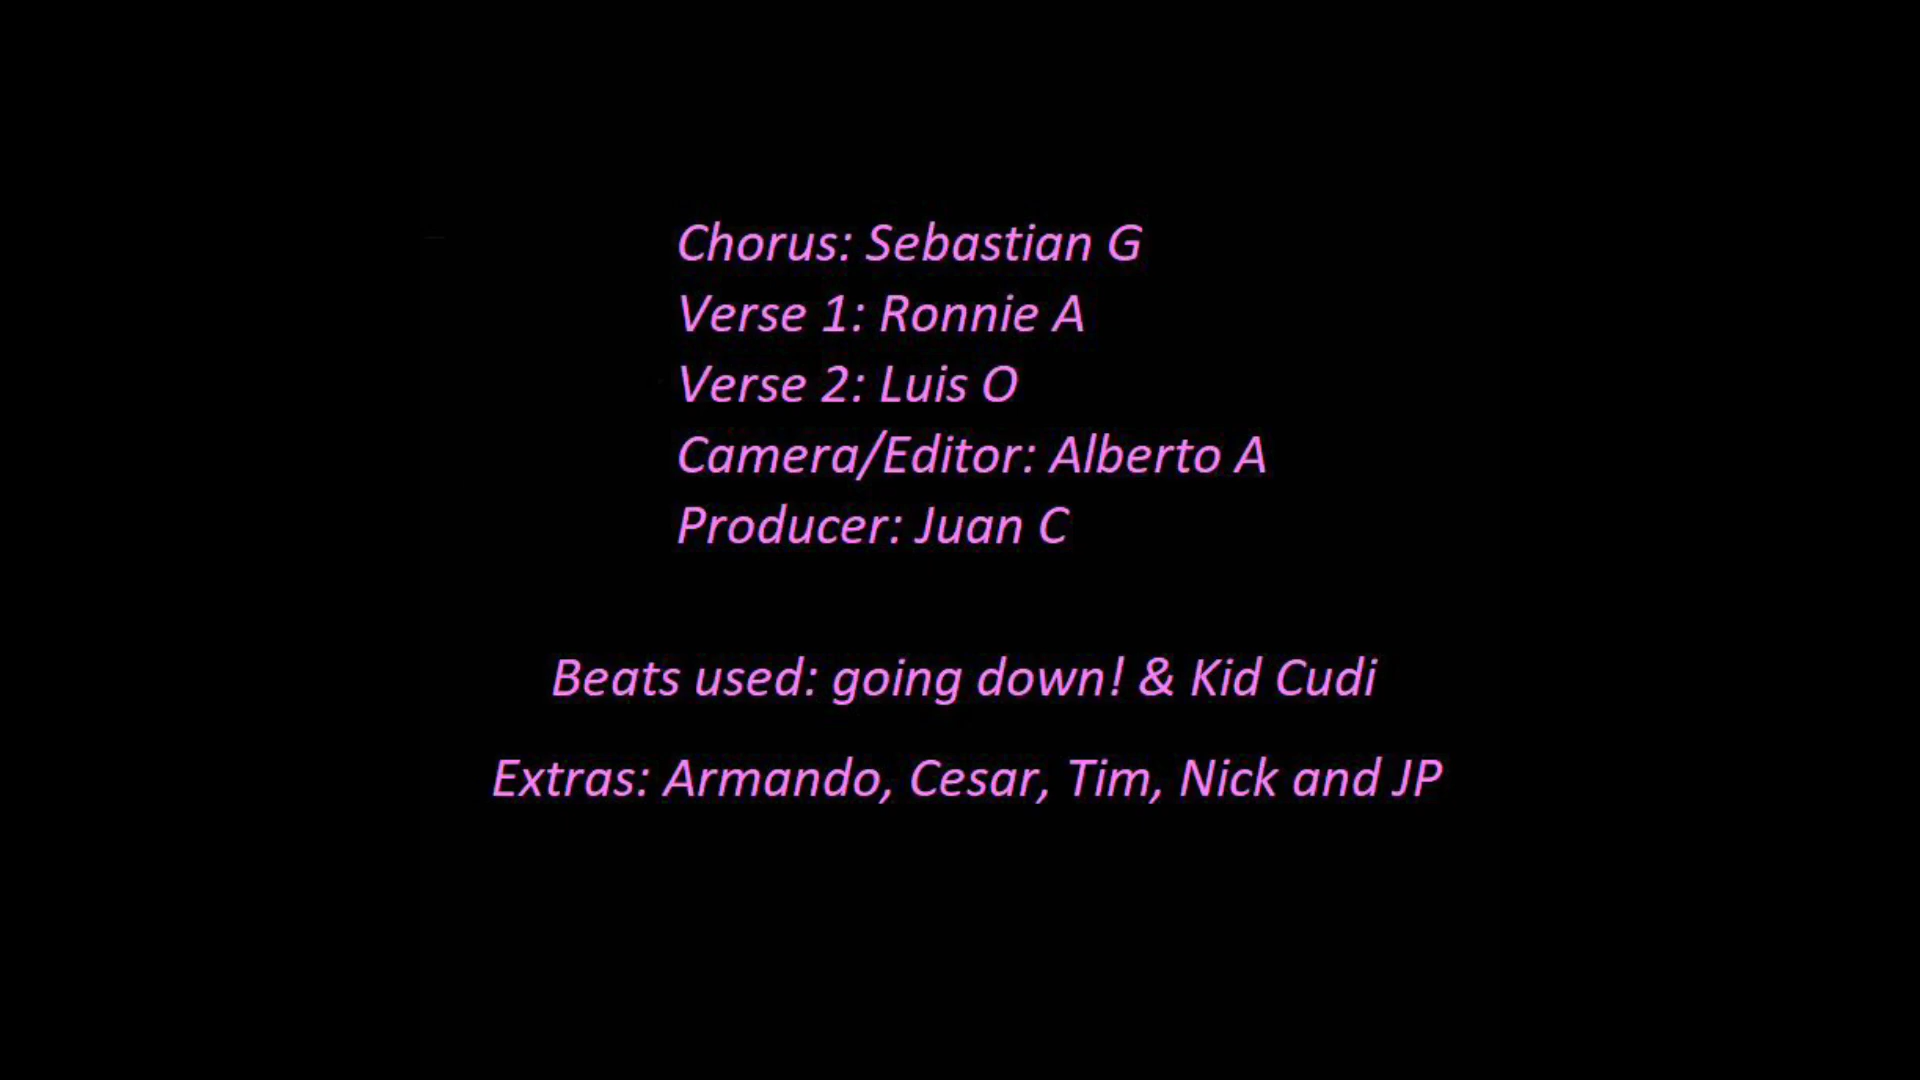 Chorus: Sebastian G
Verse 1: Ronnie A
Verse 2: Luis O
Camera/Editor: Alberto A
Producer: Juan C
Beats used: going down! & Kid Cudi
Extras: Armando, Cesar, Tim, Nick and JP